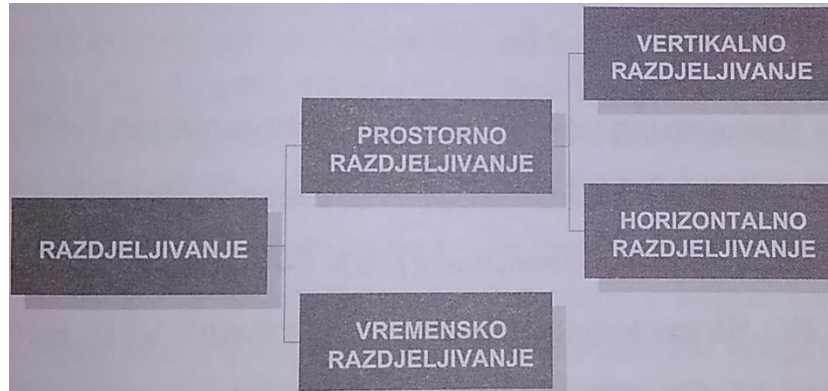 RAZDJELJIVANJE
PROSTORNO
RAZDJELJIVANJE
VREMENSKO
RAZDJELJIVANJE
VERTIKALNO
RAZDJELJIVANJE
HORIZONTALNO
RAZDJELJIVANJE